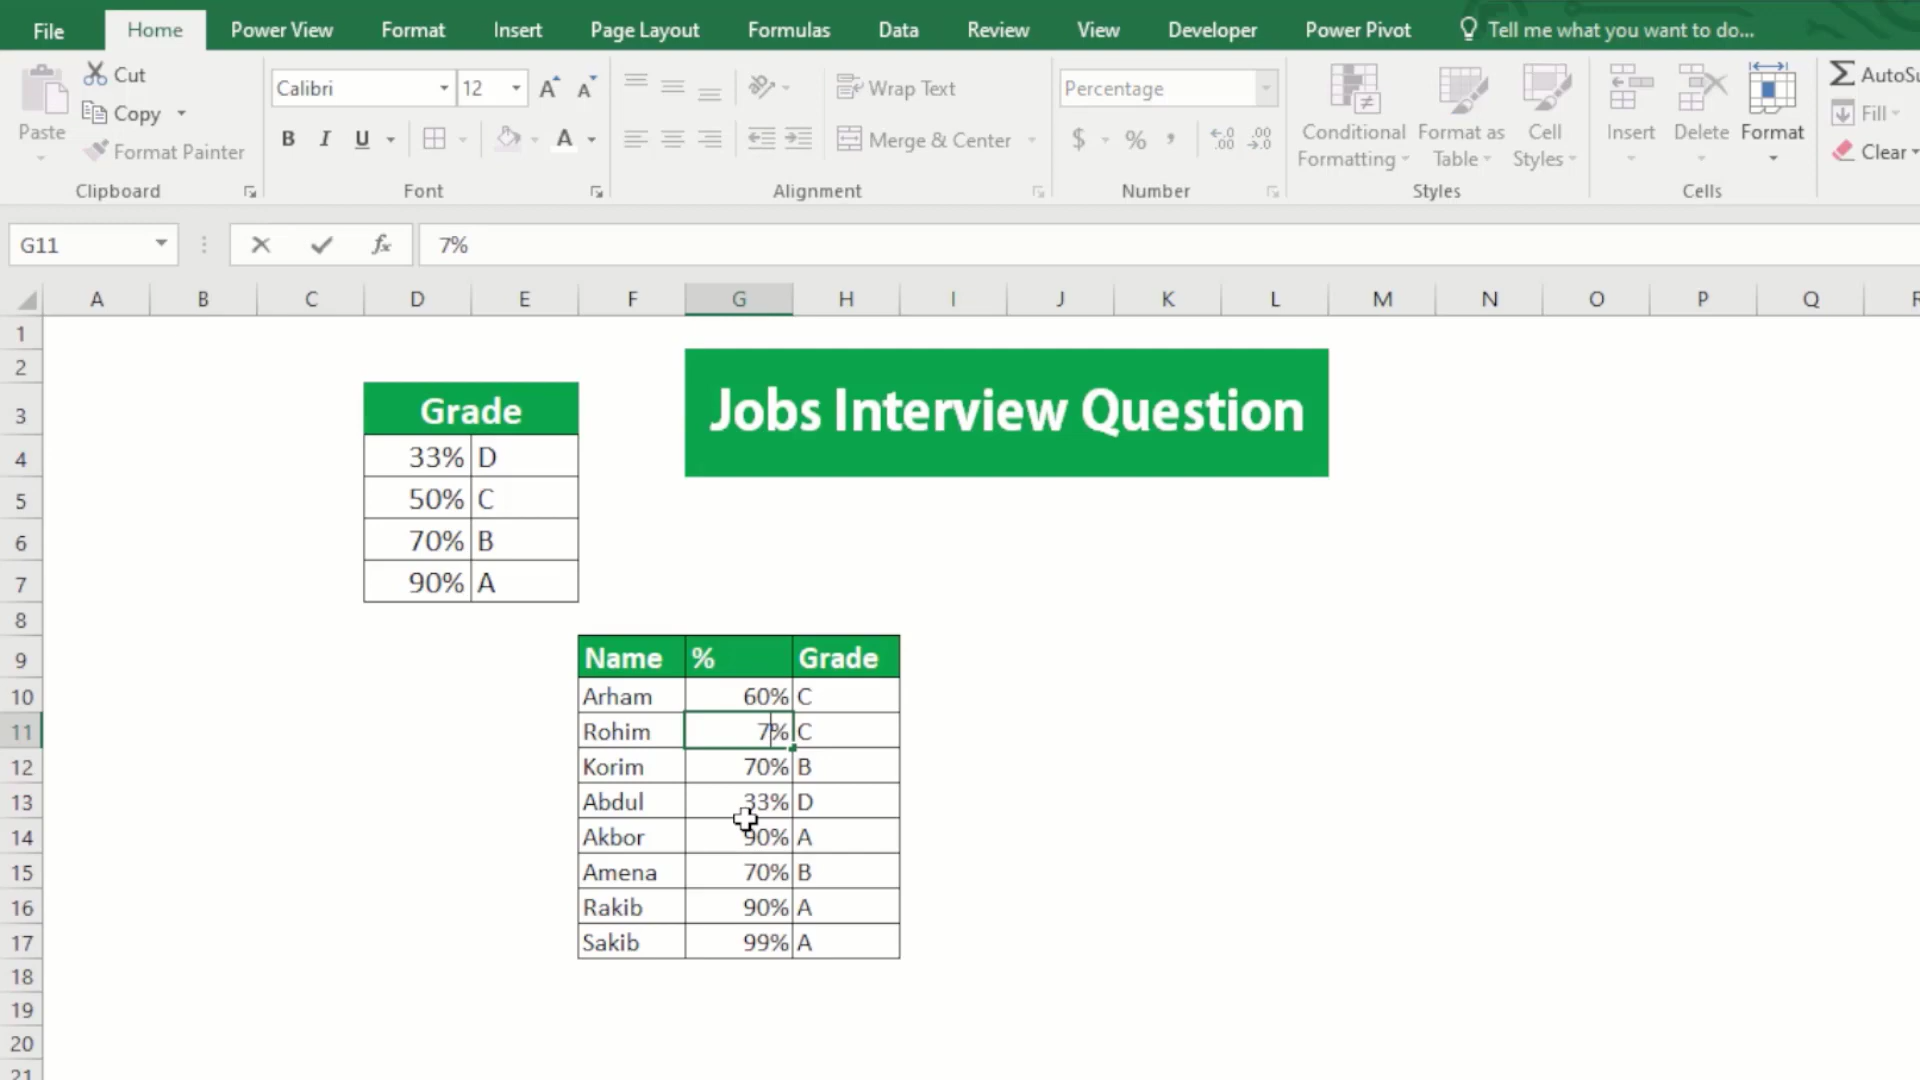 File Home Power View Format Insert Page Layout Formulas Data Review View Developer Power Pivot Tell me what you want to do...
Paste Cut
Copy
Format Painter
Clipboard
Calibri 12
B I U A
Font
Wrap Text
Merge & Center
Alignment
Percentage
$ % ,
Number
Conditional Formatting
Format as Table
Cell Styles
Styles
Insert Delete Format
Cells
AutoSu
Fill
Clear
G11 fx 7%
A B C D E F G H I J K L M N O P Q R
1
2
3 Grade Jobs Interview Question
4 33% D
5 50% C
6 70% B
7 90% A
8
9 Name % Grade
10 Arham 60% C
11 Rohim 7% C
12 Korim 70% B
13 Abdul 33% D
14 Akbor 90% A
15 Amena 70% B
16 Rakib 90% A
17 Sakib 99% A
18
19
20
21